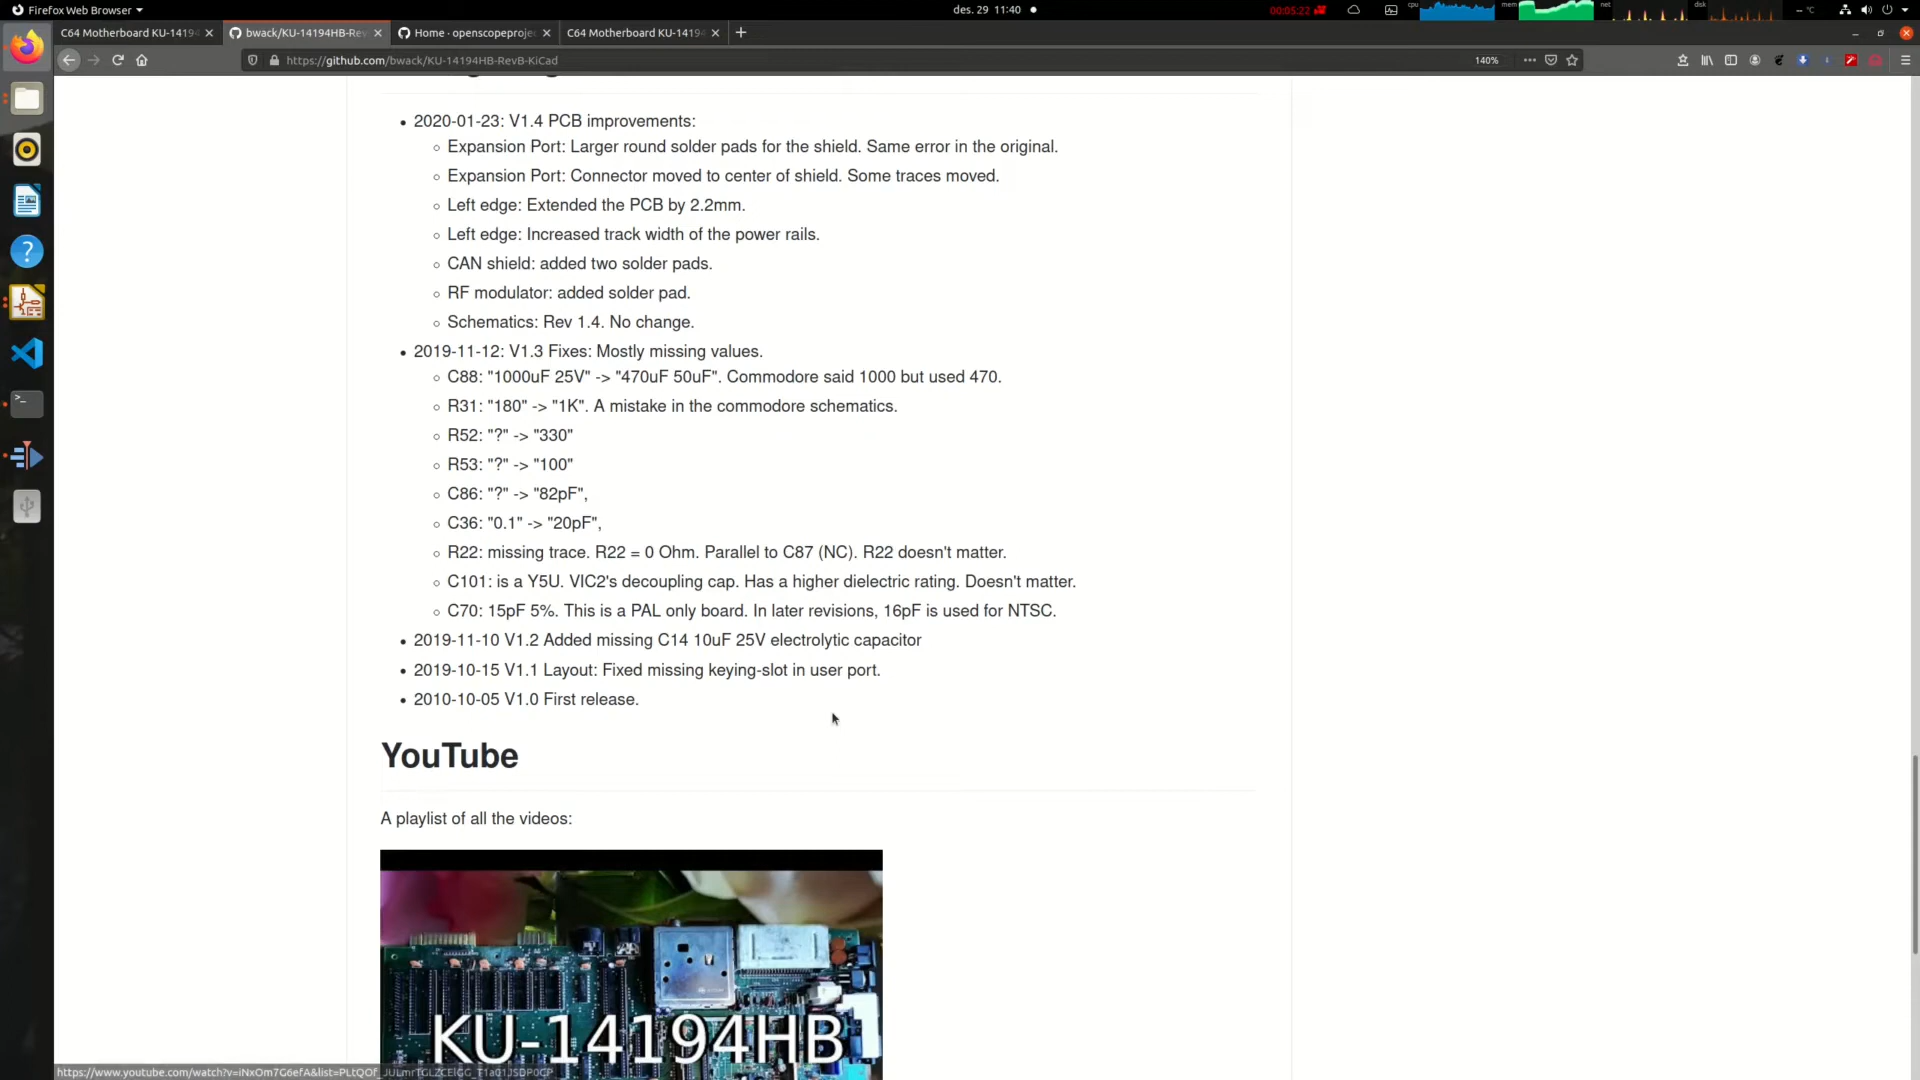 Firefox Web Browser
des. 29 11:40
00:05:22
cpu
mem
net
disk
-- °C
C64 Motherboard KU-14194
bwack/KU-14194HB-Rev
Home · openscopeproje
C64 Motherboard KU-14194
https://github.com/bwack/KU-14194HB-RevB-KiCad
140%
2020-01-23: V1.4 PCB improvements:
Expansion Port: Larger round solder pads for the shield. Same error in the original.
Expansion Port: Connector moved to center of shield. Some traces moved.
Left edge: Extended the PCB by 2.2mm.
Left edge: Increased track width of the power rails.
CAN shield: added two solder pads.
RF modulator: added solder pad.
Schematics: Rev 1.4. No change.
2019-11-12: V1.3 Fixes: Mostly missing values.
C88: "1000uF 25V" -> "470uF 50uF". Commodore said 1000 but used 470.
R31: "180" -> "1K". A mistake in the commodore schematics.
R52: "?" -> "330"
R53: "?" -> "100"
C86: "?" -> "82pF",
C36: "0.1" -> "20pF",
R22: missing trace. R22 = 0 Ohm. Parallel to C87 (NC). R22 doesn't matter.
C101: is a Y5U. VIC2's decoupling cap. Has a higher dielectric rating. Doesn't matter.
C70: 15pF 5%. This is a PAL only board. In later revisions, 16pF is used for NTSC.
2019-11-10 V1.2 Added missing C14 10uF 25V electrolytic capacitor
2019-10-15 V1.1 Layout: Fixed missing keying-slot in user port.
2010-10-05 V1.0 First release.
YouTube
A playlist of all the videos:
KU-14194HB